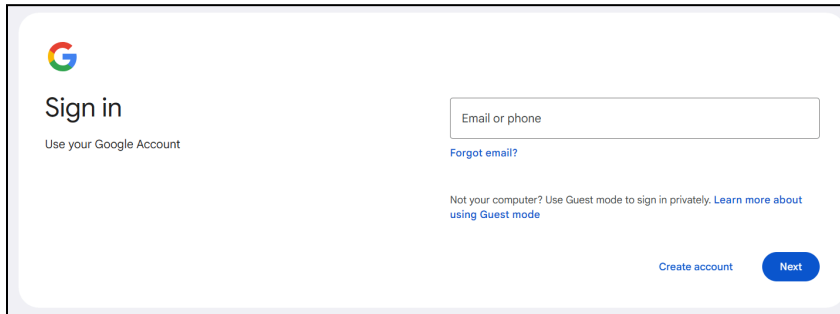 Sign in
Use your Google Account
Email or phone
Forgot email?
Not your computer? Use Guest mode to sign in privately. Learn more about
using Guest mode
Create account
Next